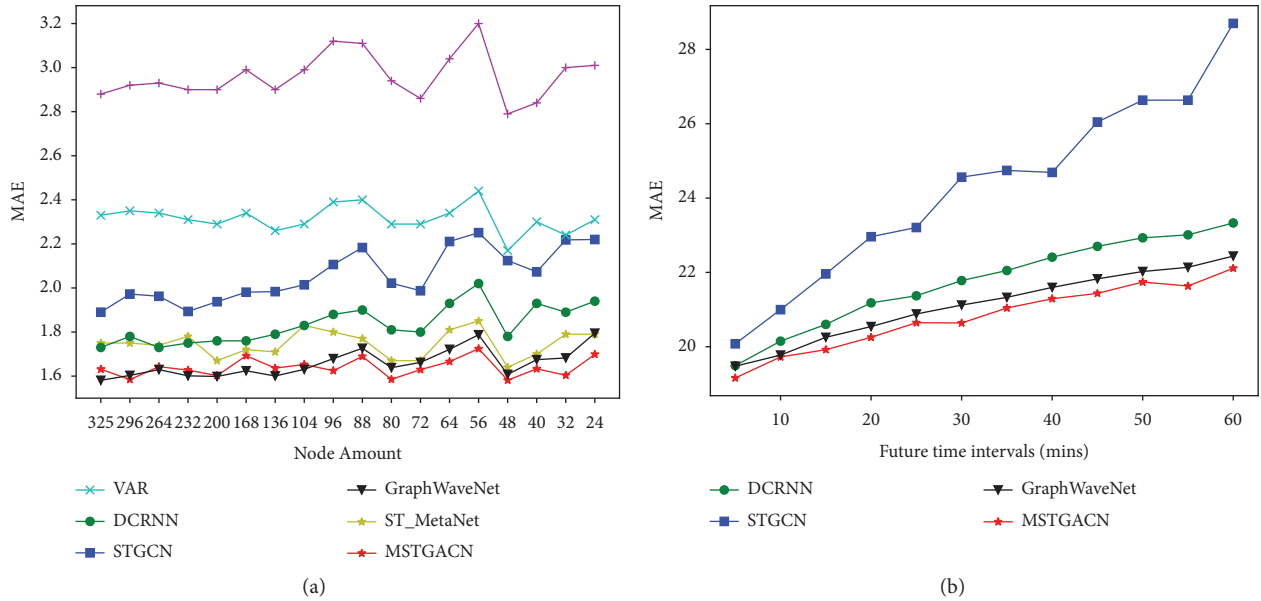 3.2
3.0
2.8
2.6
2.4
2.2
2.0
1.8
1.6
MAE
325 296 264 232 200 168 136 104 96 88 80 72 64 56 48 40 32 24
Node Amount
VAR
DCRNN
STGCN
GraphWaveNet
ST_MetaNet
MSTGACN
(a)
28
26
24
22
20
MAE
10 20 30 40 50 60
Future time intervals (mins)
DCRNN
STGCN
GraphWaveNet
MSTGACN
(b)